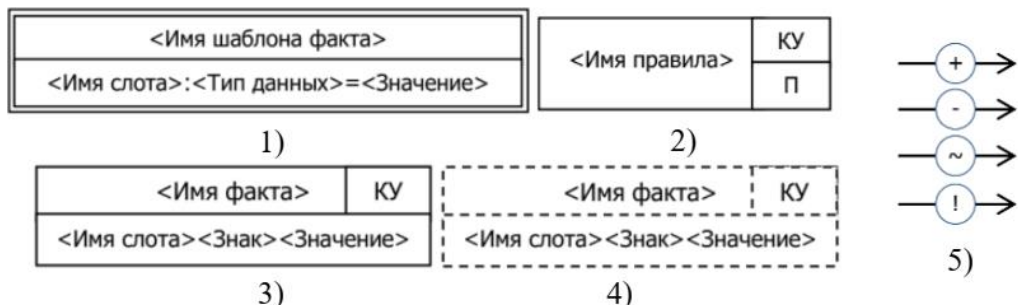 <Имя шаблона факта>
<Имя слота>:<Тип данных>=<Значение>
1)
<Имя правила>
КУ
П
2)
<Имя факта>
КУ
<Имя слота><Знак><Значение>
3)
<Имя факта>
КУ
<Имя слота><Знак><Значение>
4)
+
-
~
!
5)